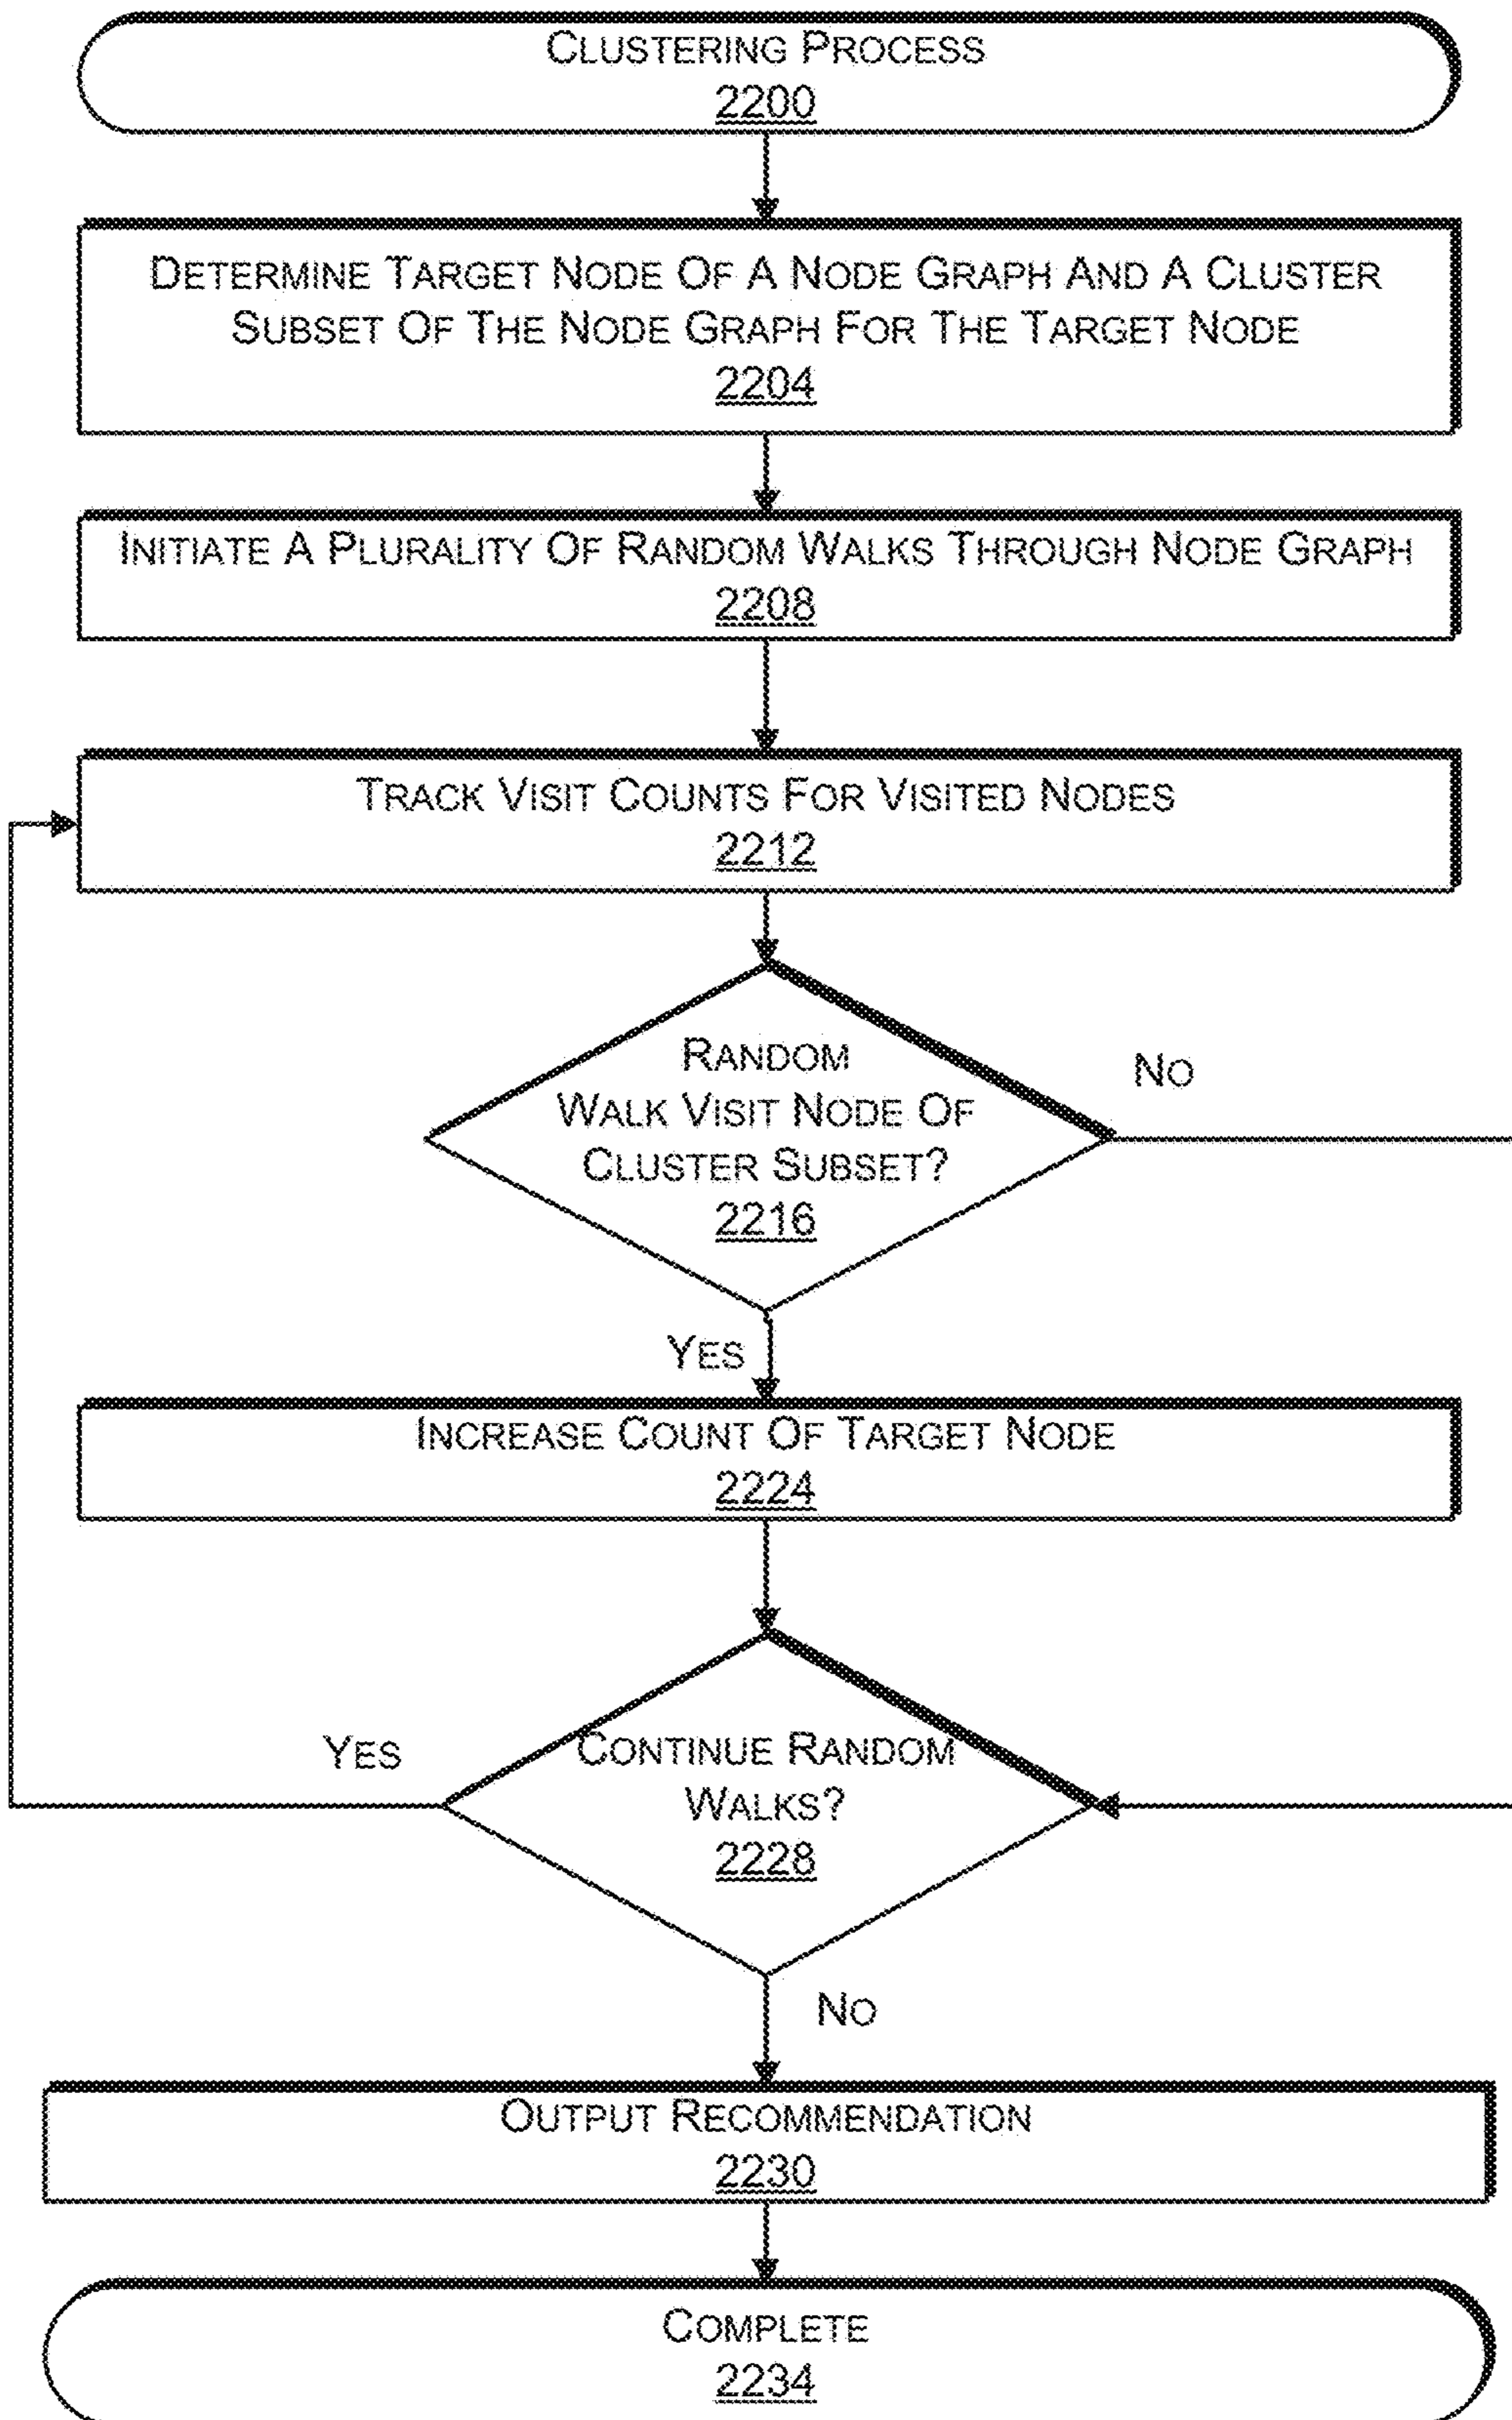 CLUSTERING PROCESS
2200
DETERMINE TARGET NODE OF A NODE GRAPH AND A CLUSTER
SUBSET OF THE NODE GRAPH FOR THE TARGET NODE
2204
INITIATE A PLURALITY OF RANDOM WALKS THROUGH NODE GRAPH
2208
TRACK VISIT COUNTS FOR VISITED NODES
2212
RANDOM
WALK VISIT NODE OF
CLUSTER SUBSET?
2216
NO
YES
INCREASE COUNT OF TARGET NODE
2224
CONTINUE RANDOM
WALKS?
2228
YES
NO
OUTPUT RECOMMENDATION
2230
COMPLETE
2234